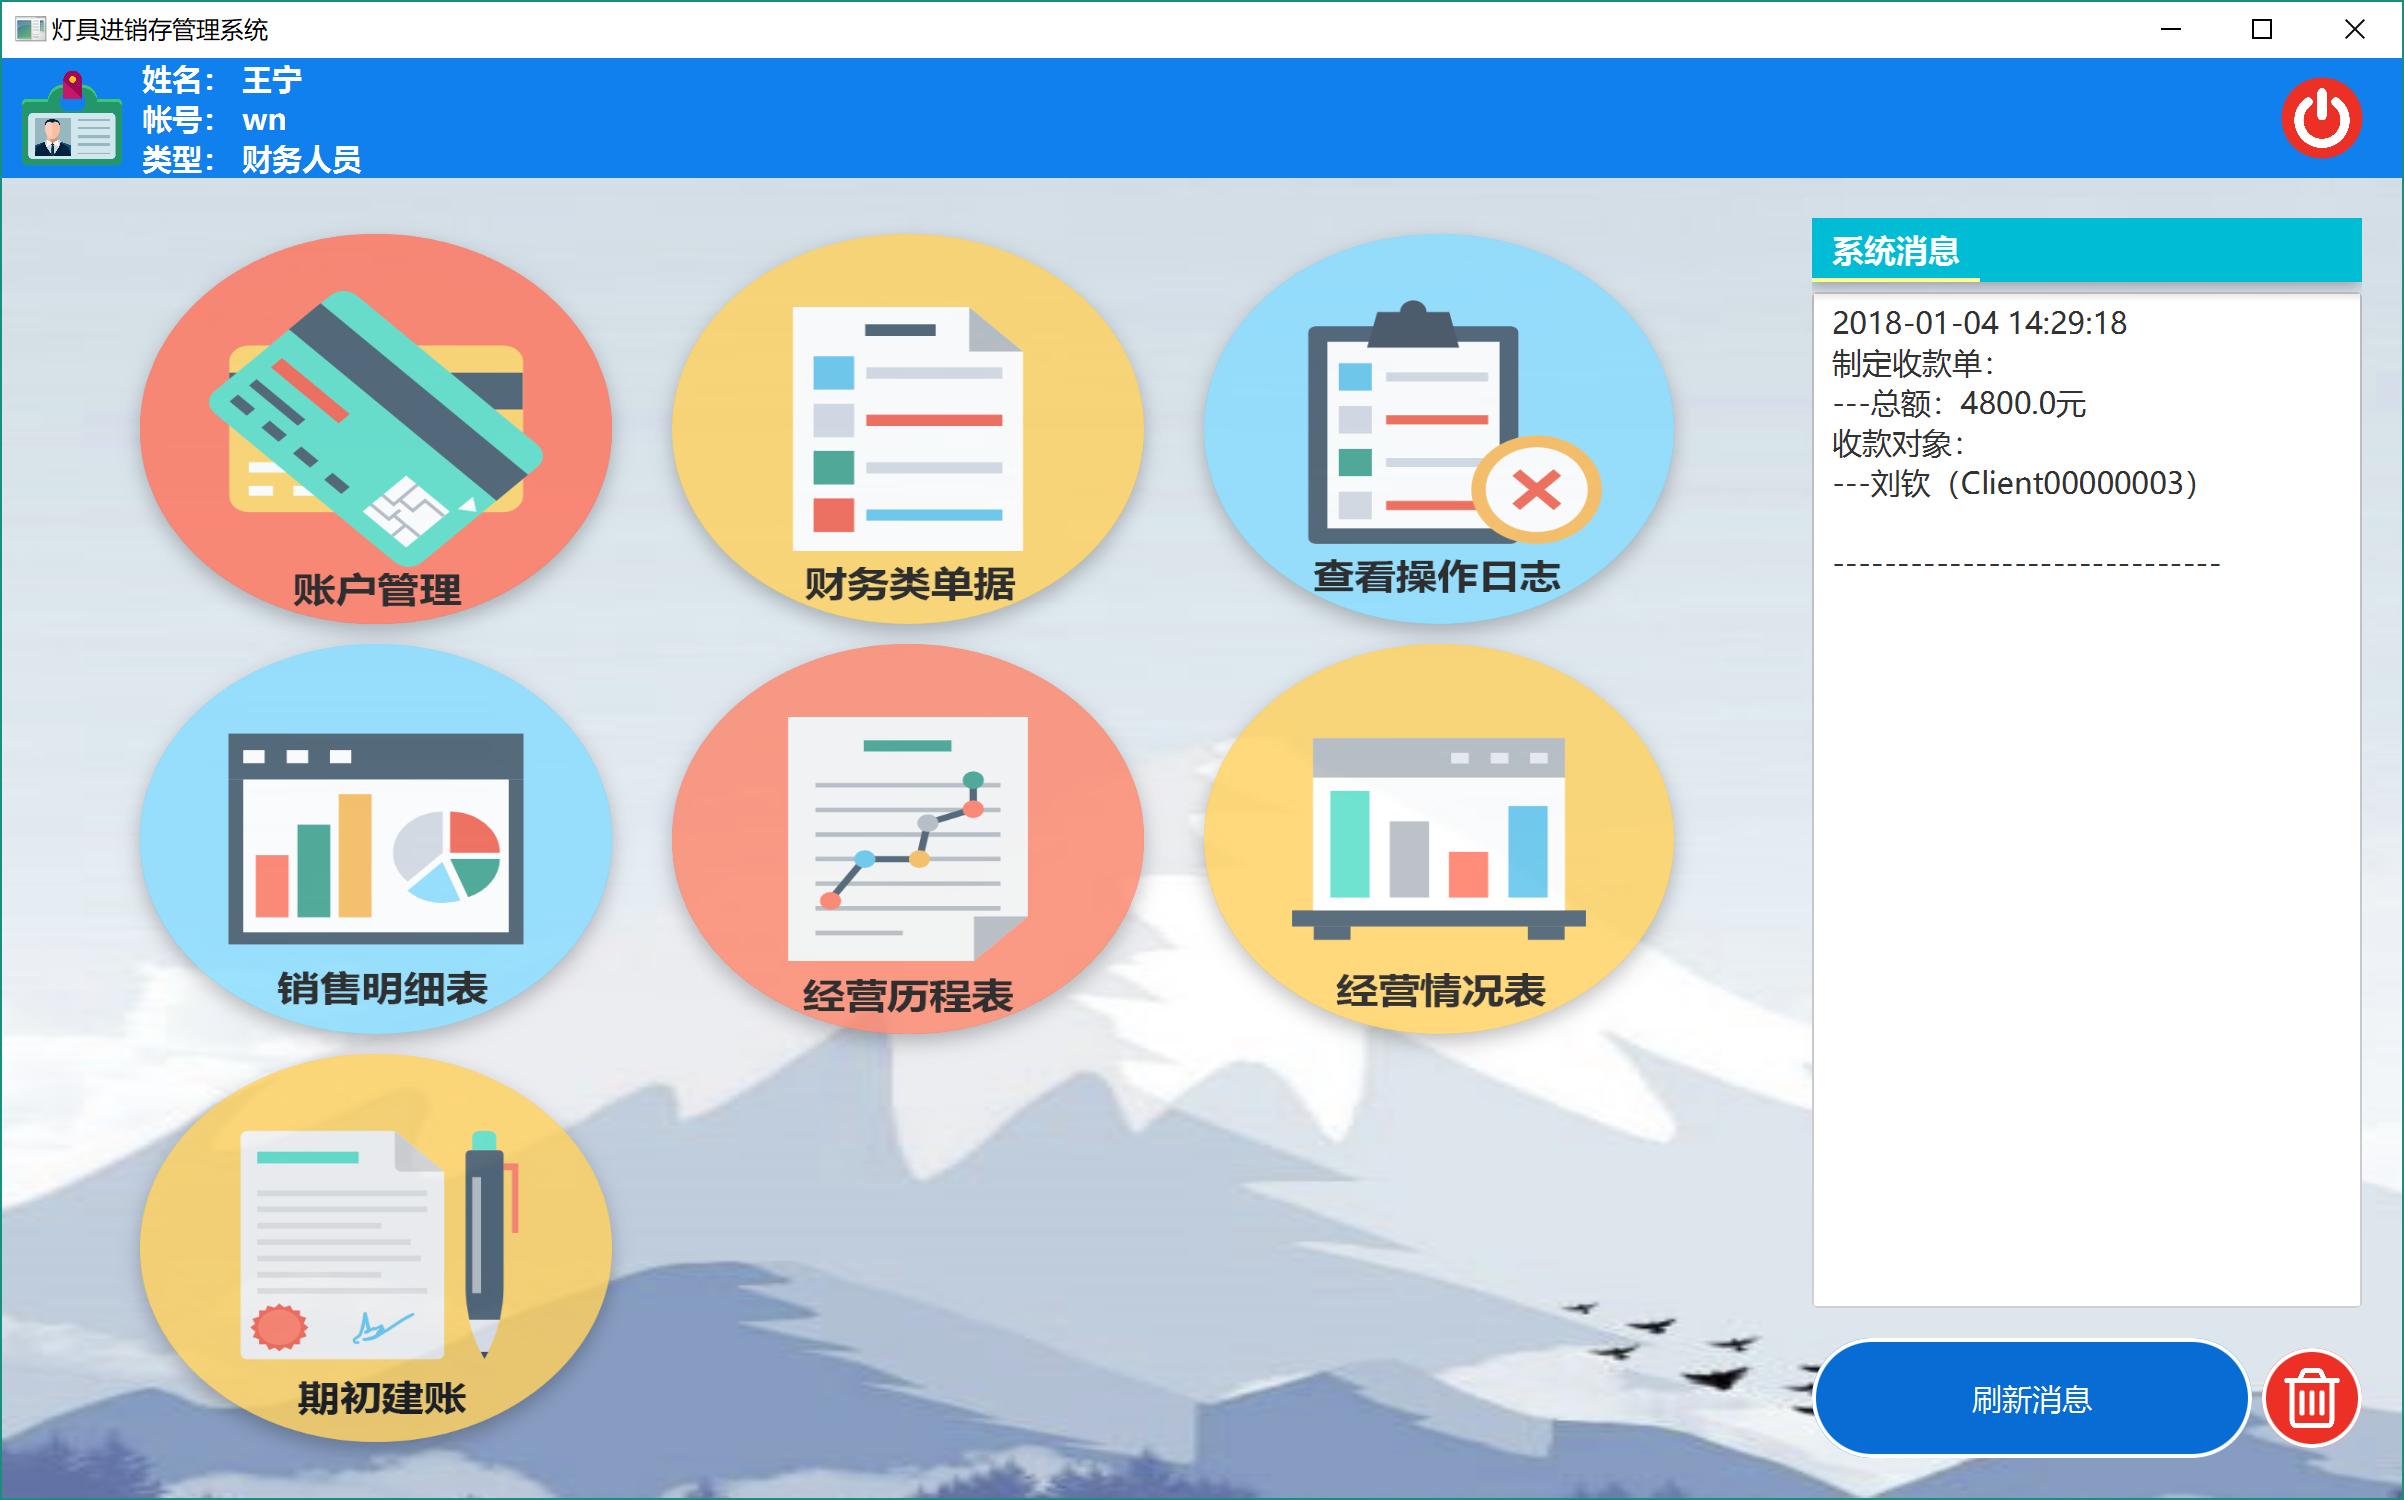 灯具进销存管理系统
姓名： 王宁
帐号： wn
类型： 财务人员
账户管理
财务类单据
查看操作日志
销售明细表
经营历程表
经营情况表
期初建账
系统消息
2018-01-04 14:29:18
制定收款单：
---总额：4800.0元
收款对象：
---刘钦（Client00000003）
------------------------------
刷新消息